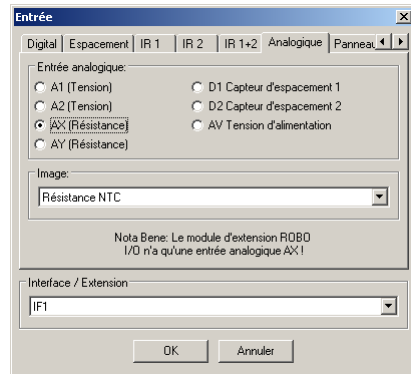 Entrée
Digital Espacement IR 1 IR 2 IR 1+2 Analogique Panneau
Entrée analogique:
A1 (Tension) D1 Capteur d'espacement 1
A2 (Tension) D2 Capteur d'espacement 2
AX (Résistance) AV Tension d'alimentation
AY (Résistance)
Image:
Résistance NTC
Nota Bene: Le module d'extension ROBO
I/O n'a qu'une entrée analogique AX !
Interface / Extension
IF1
OK Annuler